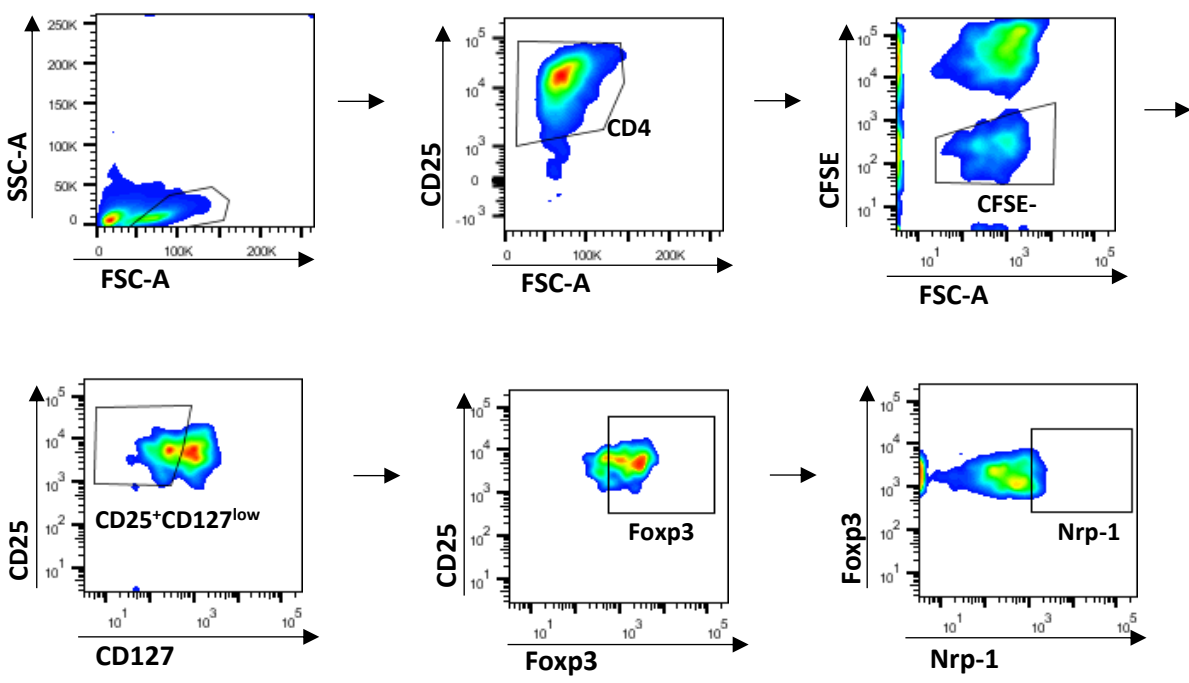 250K
200K
150K
100K
50K
0
SSC-A
0 100K 200K
FSC-A
10^5
10^4
10^3
0
-10^3
CD25
CD4
0 100K 200K
FSC-A
10^5
10^4
10^3
10^2
10^1
CFSE
CFSE-
10^1 10^3 10^5
FSC-A
10^5
10^4
10^3
10^2
10^1
CD25
CD25⁺CD127ˡᵒʷ
10^1 10^3 10^5
CD127
10^5
10^4
10^3
10^2
10^1
CD25
Foxp3
10^1 10^3 10^5
Foxp3
10^5
10^4
10^3
10^2
10^1
Foxp3
Nrp-1
10^1 10^3 10^5
Nrp-1